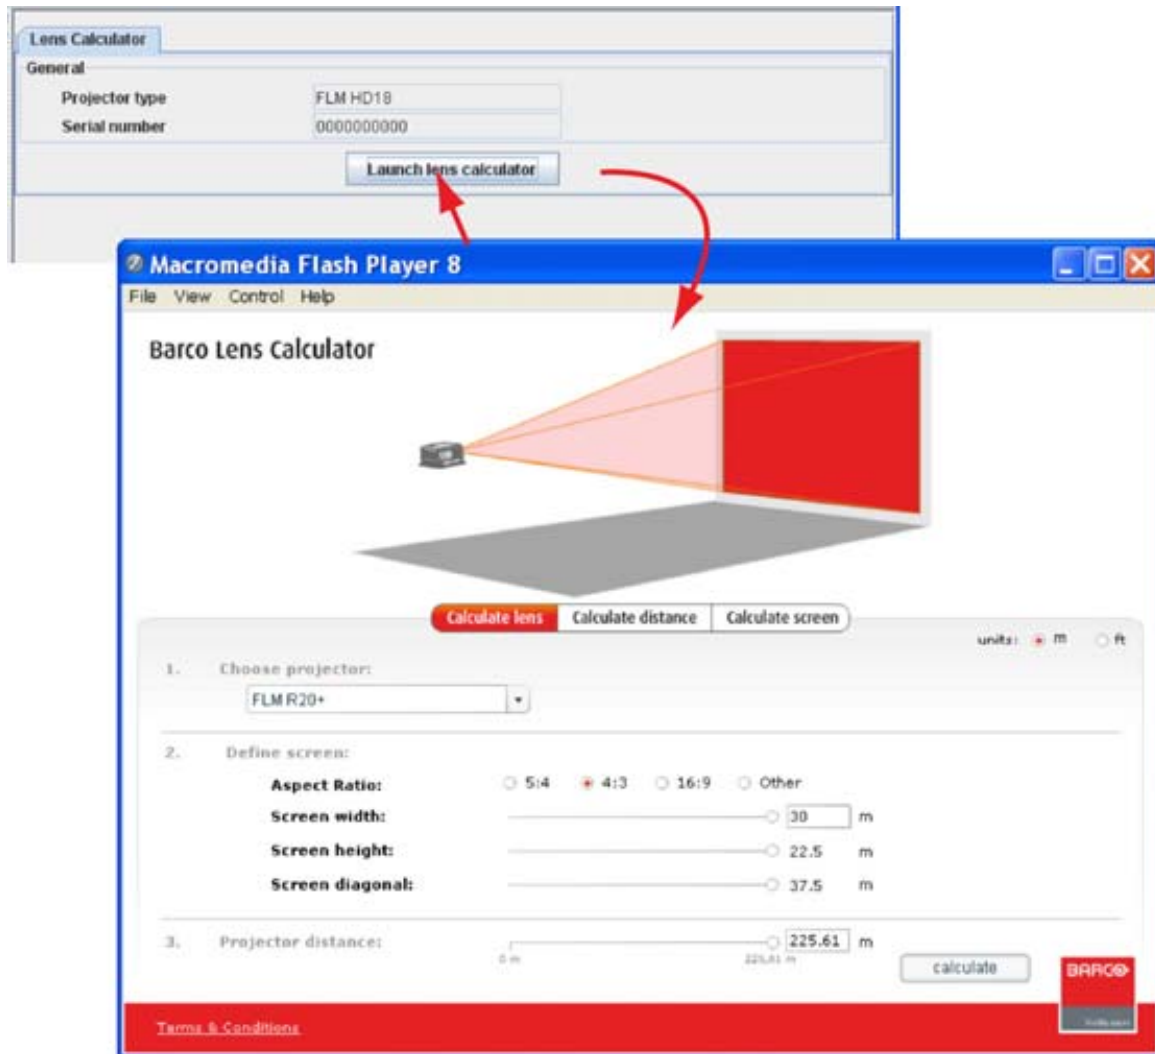 Lens Calculator
General
Projector type FLM HD18
Serial number 0000000000
Launch lens calculator
Macromedia Flash Player 8
File View Control Help
Barco Lens Calculator
Calculate lens Calculate distance Calculate screen
units: m ft
1. Choose projector:
FLM R20+
2. Define screen:
Aspect Ratio: 5:4 4:3 16:9 Other
Screen width: 30 m
Screen height: 22.5 m
Screen diagonal: 37.5 m
3. Projector distance: 225.61 m
0 m 225.61 m
calculate
BARCO
Terms & Conditions